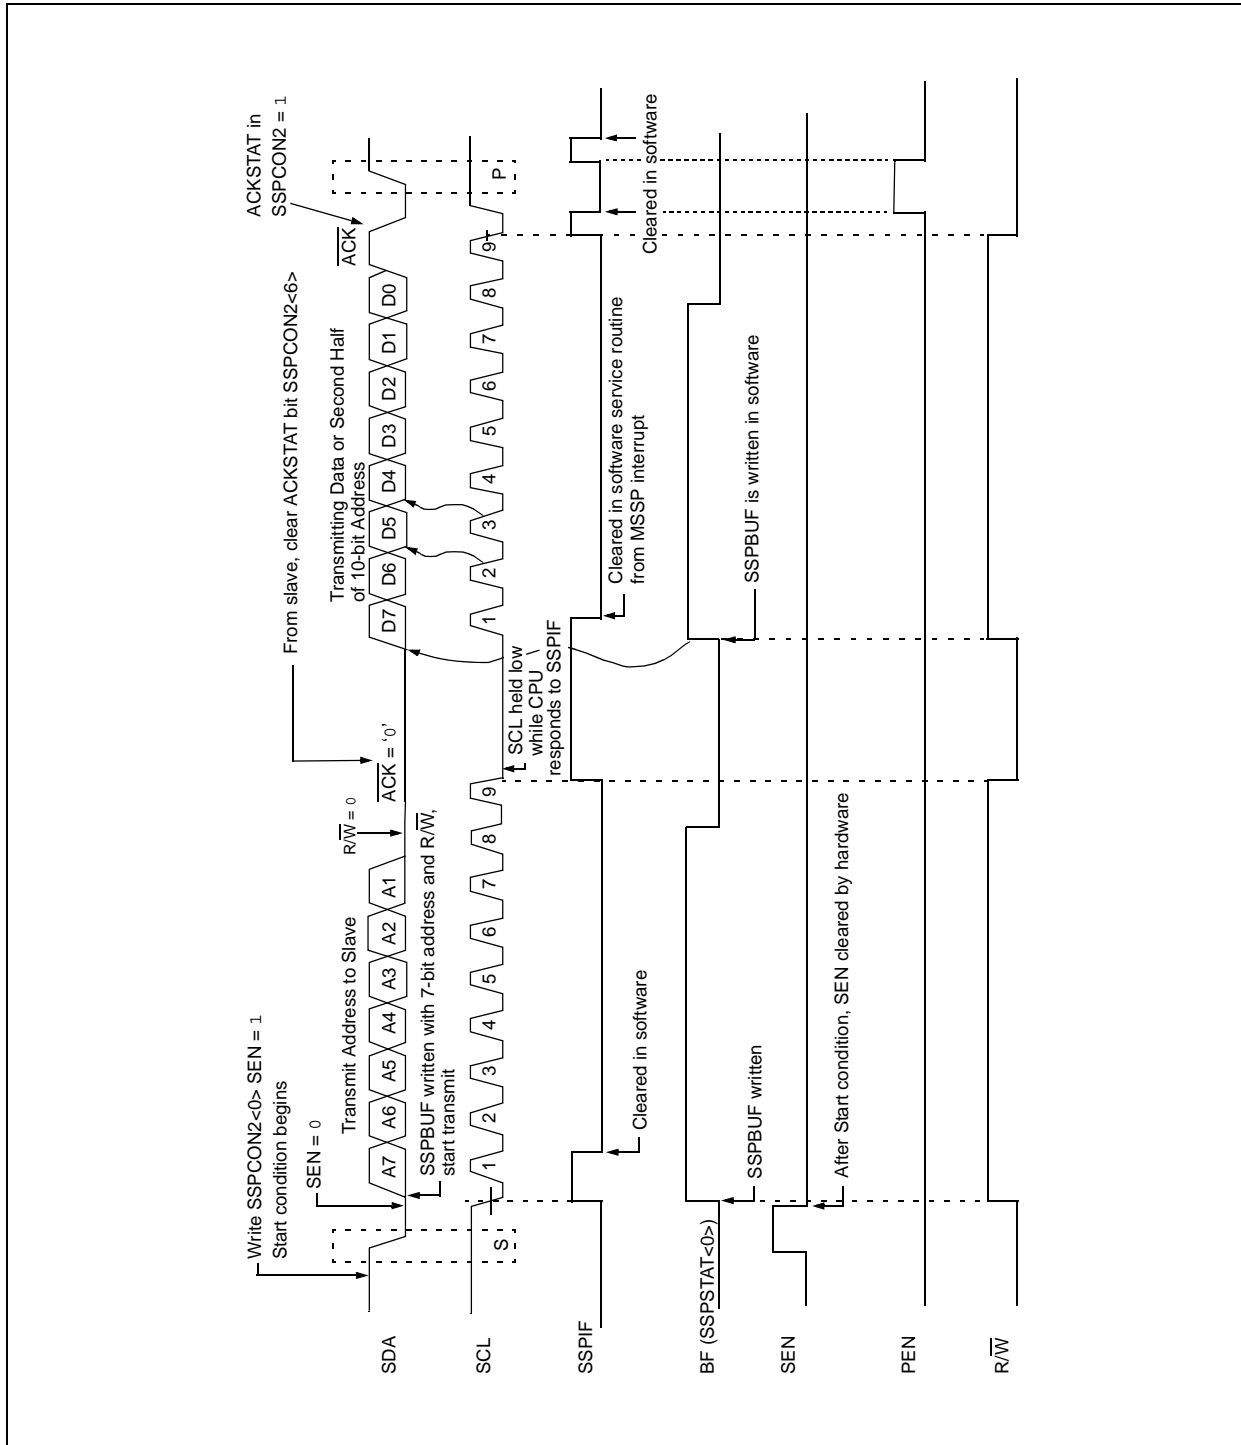 Write SSPCON2<0> SEN = 1
Start condition begins
SEN = 0
Transmit Address to Slave
R/W = 0
From slave, clear ACKSTAT bit SSPCON2<6>
ACK = ‘0’
Transmitting Data or Second Half
of 10-bit Address
ACKSTAT in
SSPCON2 = 1
ACK
SDA
A7 A6 A5 A4 A3 A2 A1
D7 D6 D5 D4 D3 D2 D1 D0
SSPBUF written with 7-bit address and R/W,
start transmit
SCL
S
1 2 3 4 5 6 7 8 9
1 2 3 4 5 6 7 8 9
P
SCL held low
while CPU
responds to SSPIF
SSPIF
Cleared in software
Cleared in software service routine
from MSSP interrupt
Cleared in software
Cleared in software
BF (SSPSTAT<0>)
SSPBUF written
SSPBUF is written in software
SEN
After Start condition, SEN cleared by hardware
PEN
R/W